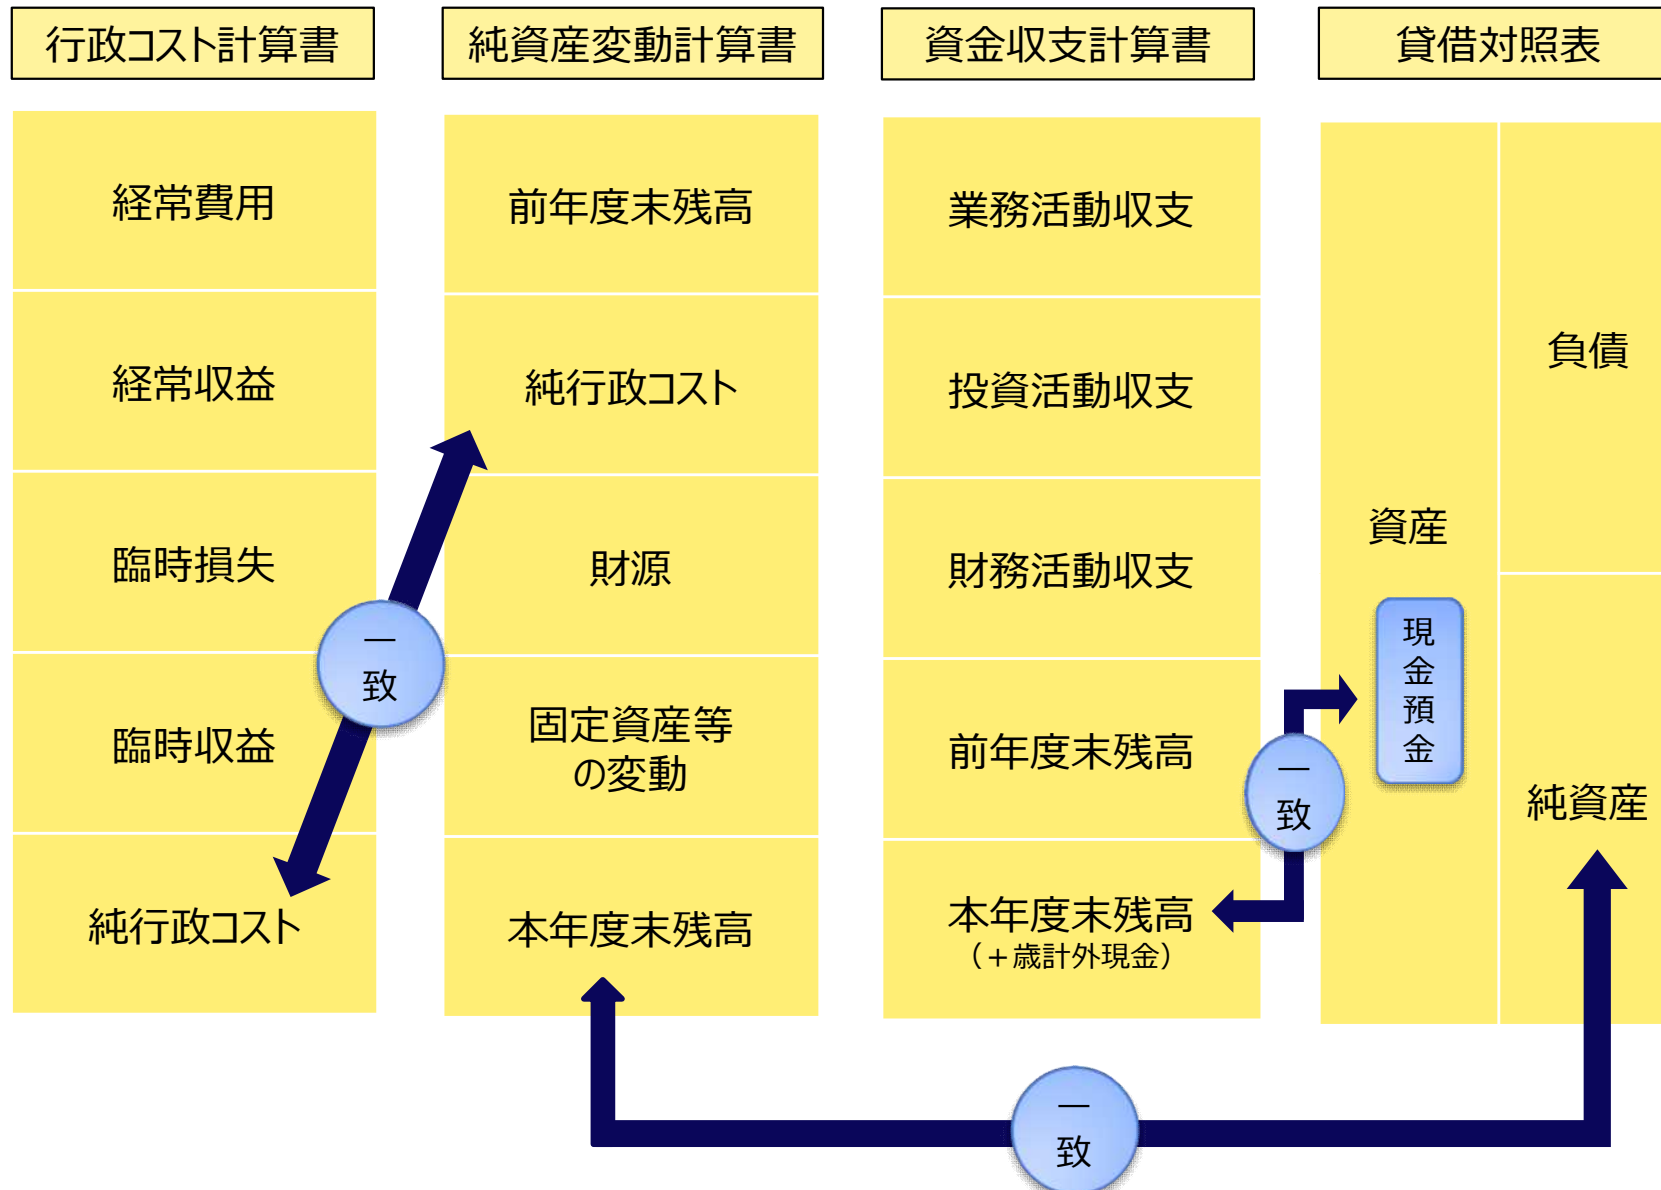 行政コスト計算書
経常費用
経常収益
臨時損失
臨時収益
純行政コスト
純資産変動計算書
前年度末残高
純行政コスト
財源
固定資産等
の変動
本年度末残高
資金収支計算書
業務活動収支
投資活動収支
財務活動収支
前年度末残高
本年度末残高
（＋歳計外現金）
貸借対照表
資産
現金預金
負債
純資産
一致
一致
一致